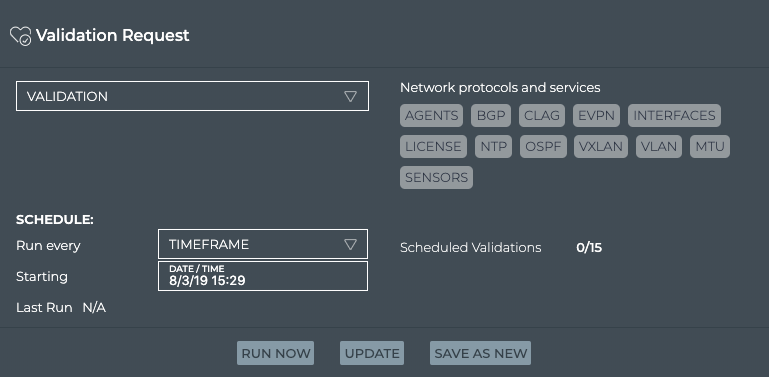 Validation Request
VALIDATION
Network protocols and services
AGENTS BGP CLAG EVPN INTERFACES
LICENSE NTP OSPF VXLAN VLAN MTU
SENSORS
SCHEDULE:
Run every TIMEFRAME
Scheduled Validations 0/15
Starting DATE / TIME
8/3/19 15:29
Last Run N/A
RUN NOW UPDATE SAVE AS NEW